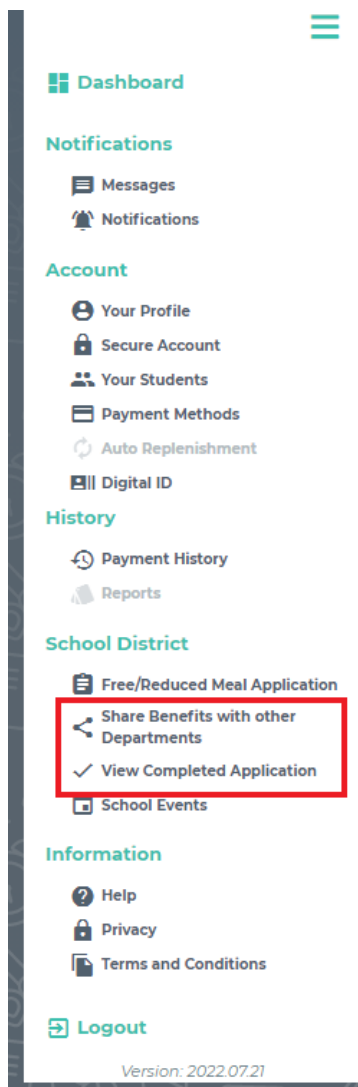 Dashboard
Notifications
Messages
Notifications
Account
Your Profile
Secure Account
Your Students
Payment Methods
Auto Replenishment
Digital ID
History
Payment History
Reports
School District
Free/Reduced Meal Application
Share Benefits with other
Departments
View Completed Application
School Events
Information
Help
Privacy
Terms and Conditions
Logout
Version: 2022.07.21